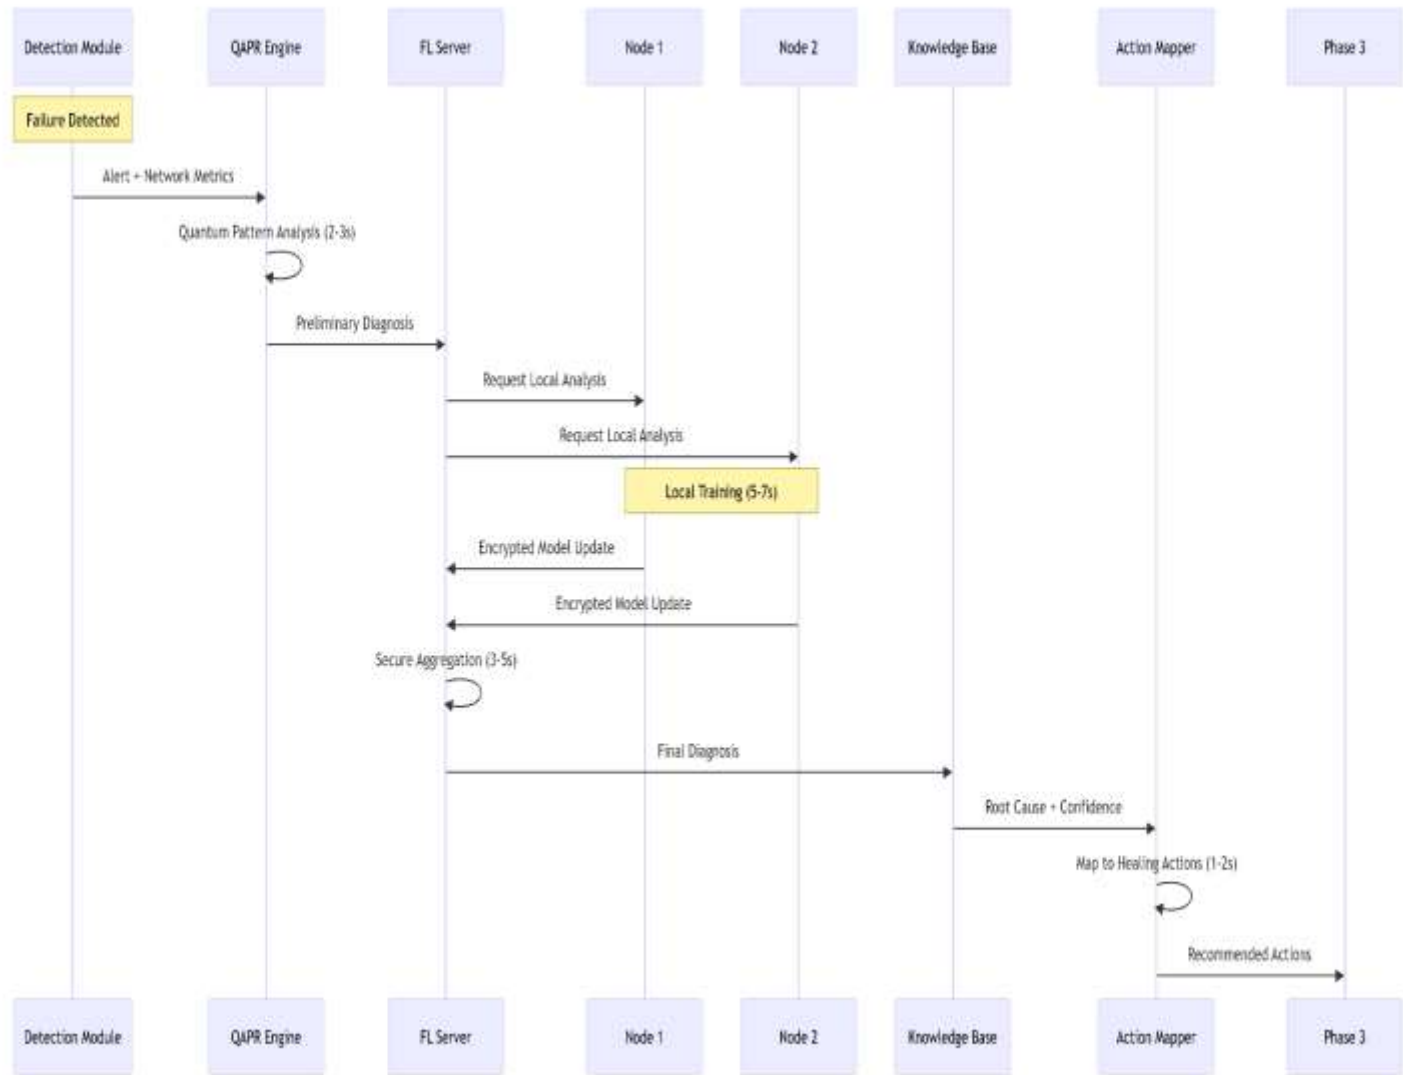 Detection Module
QAPR Engine
FL Server
Node 1
Node 2
Knowledge Base
Action Mapper
Phase 3
Failure Detected
Alert + Network Metrics
Quantum Pattern Analysis (2-3s)
Preliminary Diagnosis
Request Local Analysis
Request Local Analysis
Local Training (5-7s)
Encrypted Model Update
Encrypted Model Update
Secure Aggregation (3-5s)
Final Diagnosis
Root Cause + Confidence
Map to Healing Actions (1-2s)
Recommended Actions
Detection Module
QAPR Engine
FL Server
Node 1
Node 2
Knowledge Base
Action Mapper
Phase 3